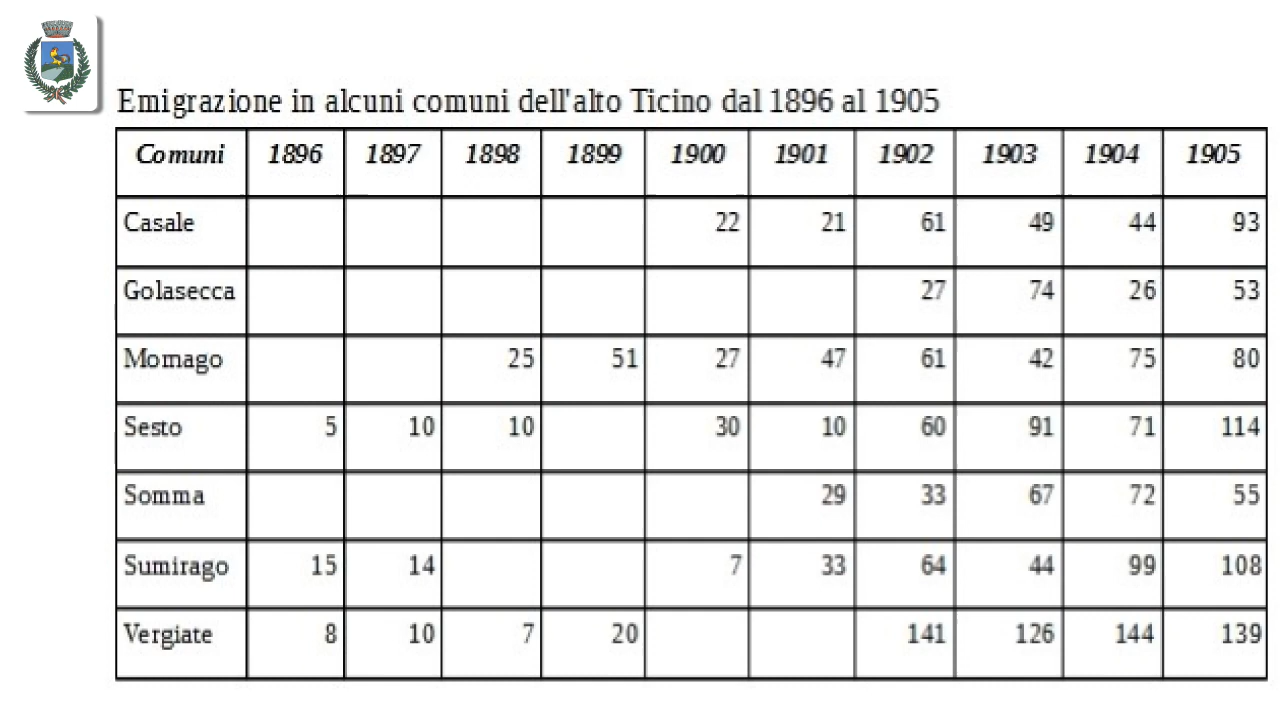 Emigrazione in alcuni comuni dell'alto Ticino dal 1896 al 1905
Comuni 1896 1897 1898 1899 1900 1901 1902 1903 1904 1905
Casale 22 21 61 49 44 93
Golasecca 27 74 26 53
Mornago 25 51 27 47 61 42 75 80
Sesto 5 10 10 30 10 60 91 71 114
Somma 29 33 67 72 55
Sumirago 15 14 7 33 64 44 99 108
Vergiate 8 10 7 20 141 126 144 139